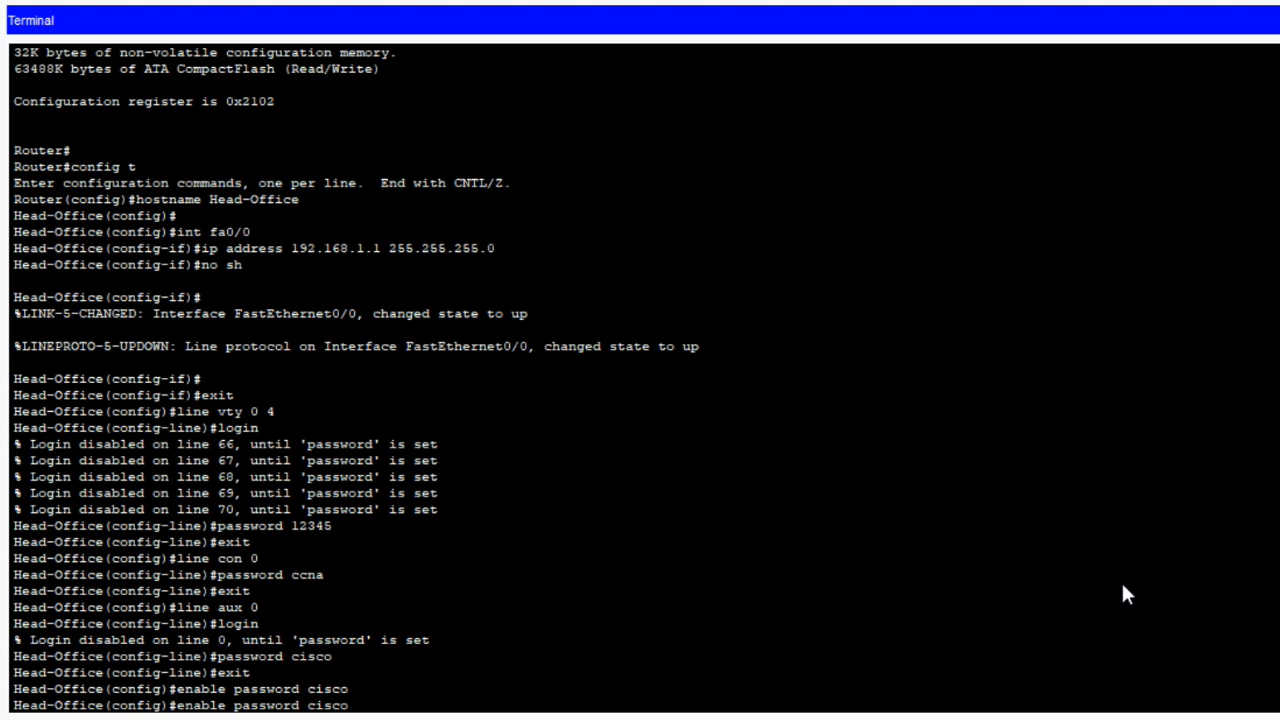 Terminal
32K bytes of non-volatile configuration memory.
63488K bytes of ATA CompactFlash (Read/Write)
Configuration register is 0x2102
Router#
Router#config t
Enter configuration commands, one per line.  End with CNTL/Z.
Router(config)#hostname Head-Office
Head-Office(config)#
Head-Office(config)#int fa0/0
Head-Office(config-if)#ip address 192.168.1.1 255.255.255.0
Head-Office(config-if)#no sh
Head-Office(config-if)#
%LINK-5-CHANGED: Interface FastEthernet0/0, changed state to up
%LINEPROTO-5-UPDOWN: Line protocol on Interface FastEthernet0/0, changed state to up
Head-Office(config-if)#
Head-Office(config-if)#exit
Head-Office(config)#line vty 0 4
Head-Office(config-line)#login
% Login disabled on line 66, until 'password' is set
% Login disabled on line 67, until 'password' is set
% Login disabled on line 68, until 'password' is set
% Login disabled on line 69, until 'password' is set
% Login disabled on line 70, until 'password' is set
Head-Office(config-line)#password 12345
Head-Office(config-line)#exit
Head-Office(config)#line con 0
Head-Office(config-line)#password ccna
Head-Office(config-line)#exit
Head-Office(config)#line aux 0
Head-Office(config-line)#login
% Login disabled on line 0, until 'password' is set
Head-Office(config-line)#password cisco
Head-Office(config-line)#exit
Head-Office(config)#enable password cisco
Head-Office(config)#enable password cisco